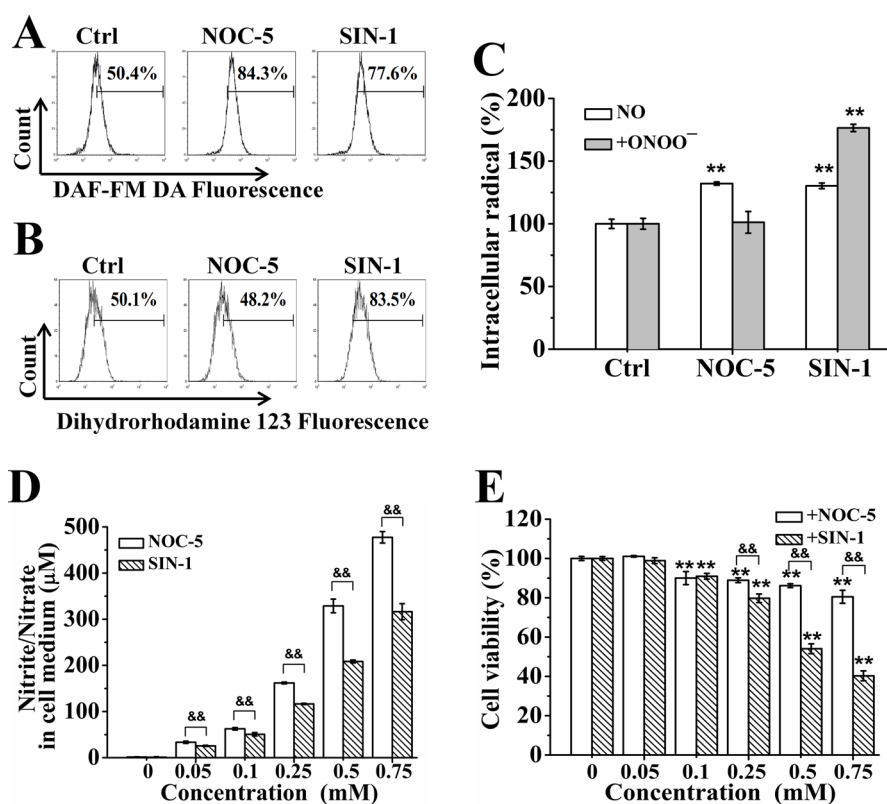 A
Ctrl NOC-5 SIN-1
50.4% 84.3% 77.6%
Count
DAF-FM DA Fluorescence
B
Ctrl NOC-5 SIN-1
50.1% 48.2% 83.5%
Count
Dihydrorhodamine 123 Fluorescence
C
Intracellular radical (%)
200
150
100
50
0
NO
+ONOO⁻
** ** **
Ctrl NOC-5 SIN-1
D
Nitrite/Nitrate
in cell medium (μM)
500
400
300
200
100
0
NOC-5
SIN-1
&& && && && &&
0 0.05 0.1 0.25 0.5 0.75
Concentration (mM)
E
Cell viability (%)
120
100
80
60
40
20
0
+NOC-5
+SIN-1
&& && &&
** ** ** ** ** ** ** **
0 0.05 0.1 0.25 0.5 0.75
Concentration (mM)